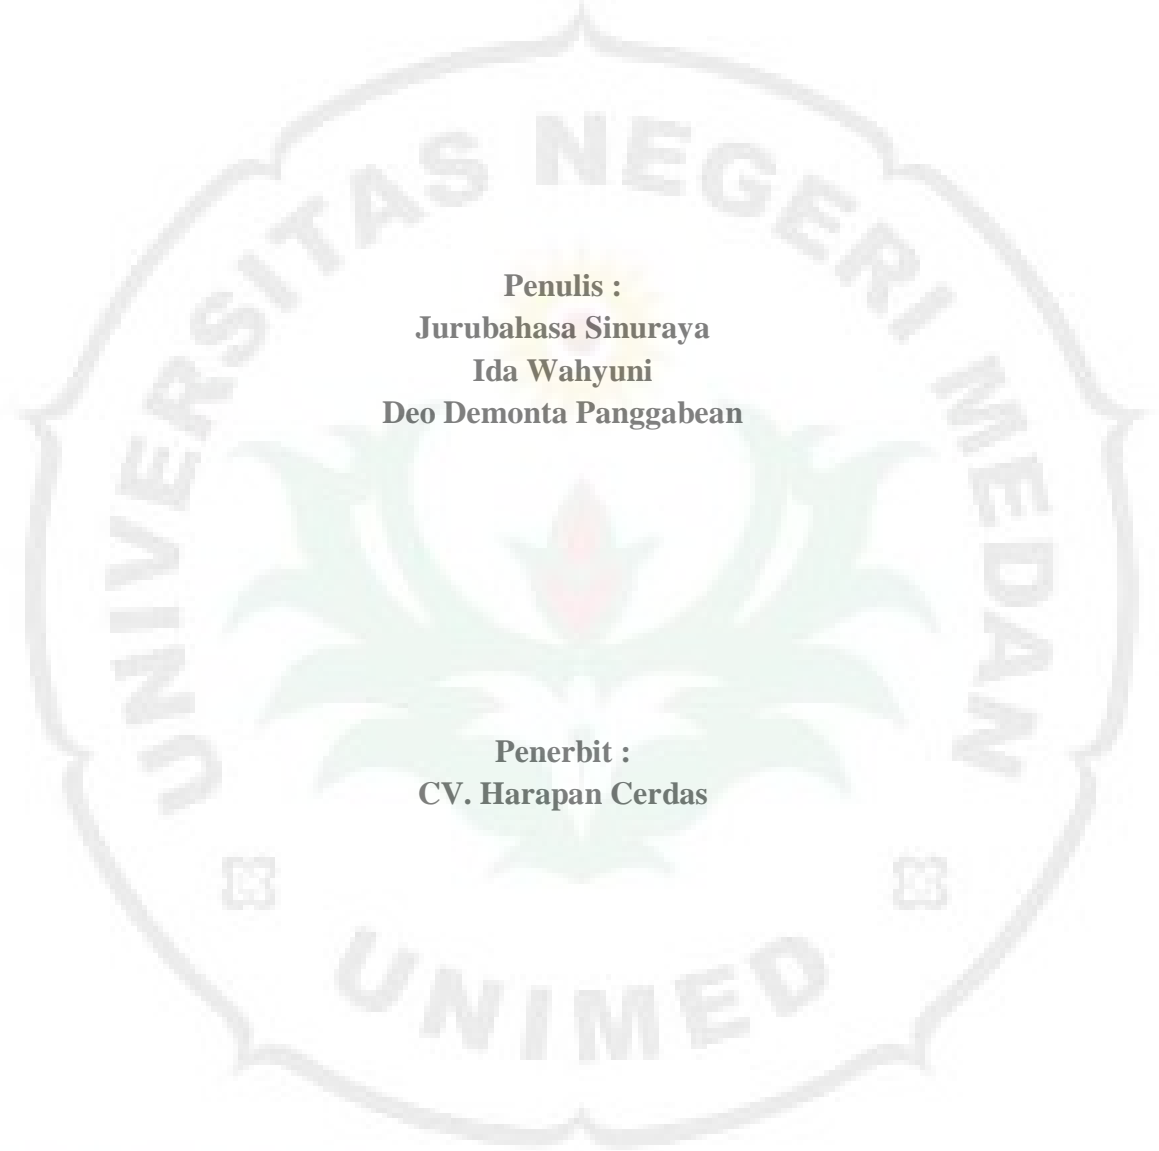 UNIVERSITAS NEGERI MEDAN
Penulis :
Jurubahasa Sinuraya
Ida Wahyuni
Deo Demonta Panggabean
Penerbit :
CV. Harapan Cerdas
UNIMED